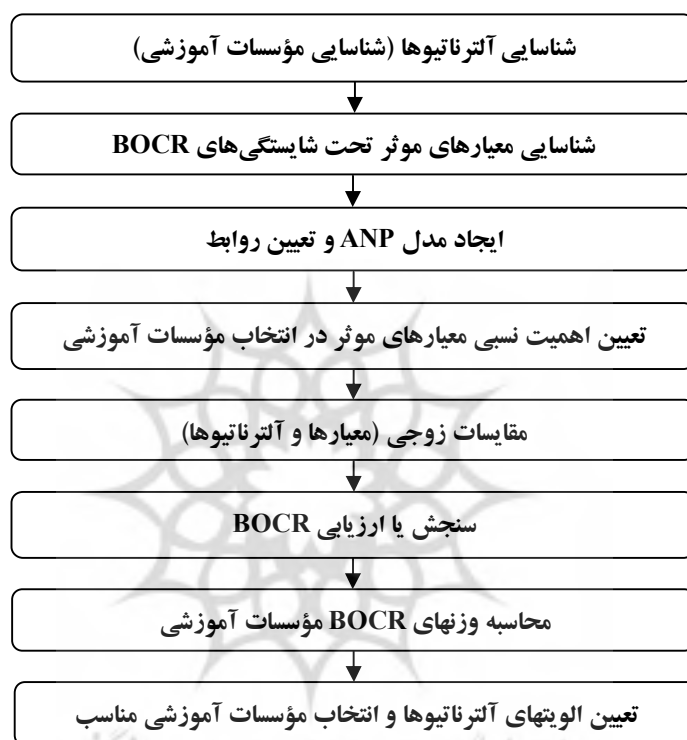 شناسایی آلترناتیوها (شناسایی مؤسسات آموزشی)
شناسایی معیارهای موثر تحت شایستگی‌های BOCR
ایجاد مدل ANP و تعیین روابط
تعیین اهمیت نسبی معیارهای موثر در انتخاب مؤسسات آموزشی
مقایسات زوجی (معیارها و آلترناتیوها)
سنجش یا ارزیابی BOCR
محاسبه وزنهای BOCR مؤسسات آموزشی
تعیین الویتهای آلترناتیوها و انتخاب مؤسسات آموزشی مناسب